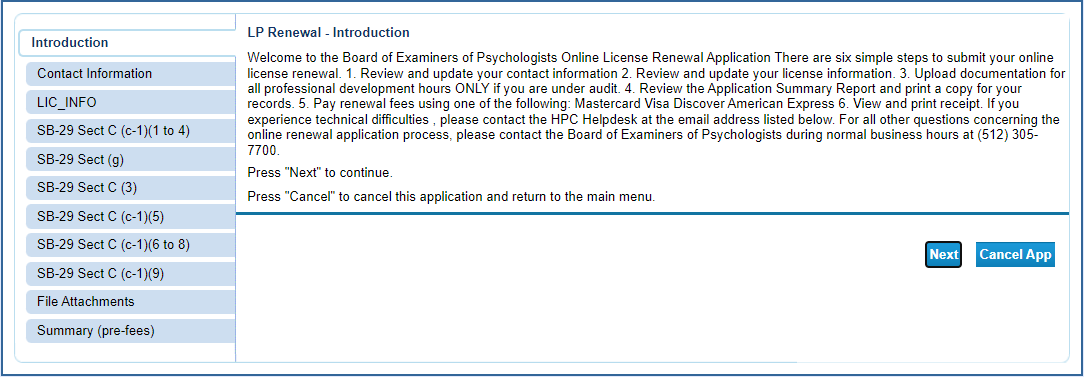 Introduction
Contact Information
LIC_INFO
SB-29 Sect C (c-1)(1 to 4)
SB-29 Sect (g)
SB-29 Sect C (3)
SB-29 Sect C (c-1)(5)
SB-29 Sect C (c-1)(6 to 8)
SB-29 Sect C (c-1)(9)
File Attachments
Summary (pre-fees)
LP Renewal - Introduction
Welcome to the Board of Examiners of Psychologists Online License Renewal Application There are six simple steps to submit your online
license renewal. 1. Review and update your contact information 2. Review and update your license information. 3. Upload documentation for
all professional development hours ONLY if you are under audit. 4. Review the Application Summary Report and print a copy for your
records. 5. Pay renewal fees using one of the following: Mastercard Visa Discover American Express 6. View and print receipt. If you
experience technical difficulties , please contact the HPC Helpdesk at the email address listed below. For all other questions concerning the
online renewal application process, please contact the Board of Examiners of Psychologists during normal business hours at (512) 305-
7700.
Press "Next" to continue.
Press "Cancel" to cancel this application and return to the main menu.
Next
Cancel App